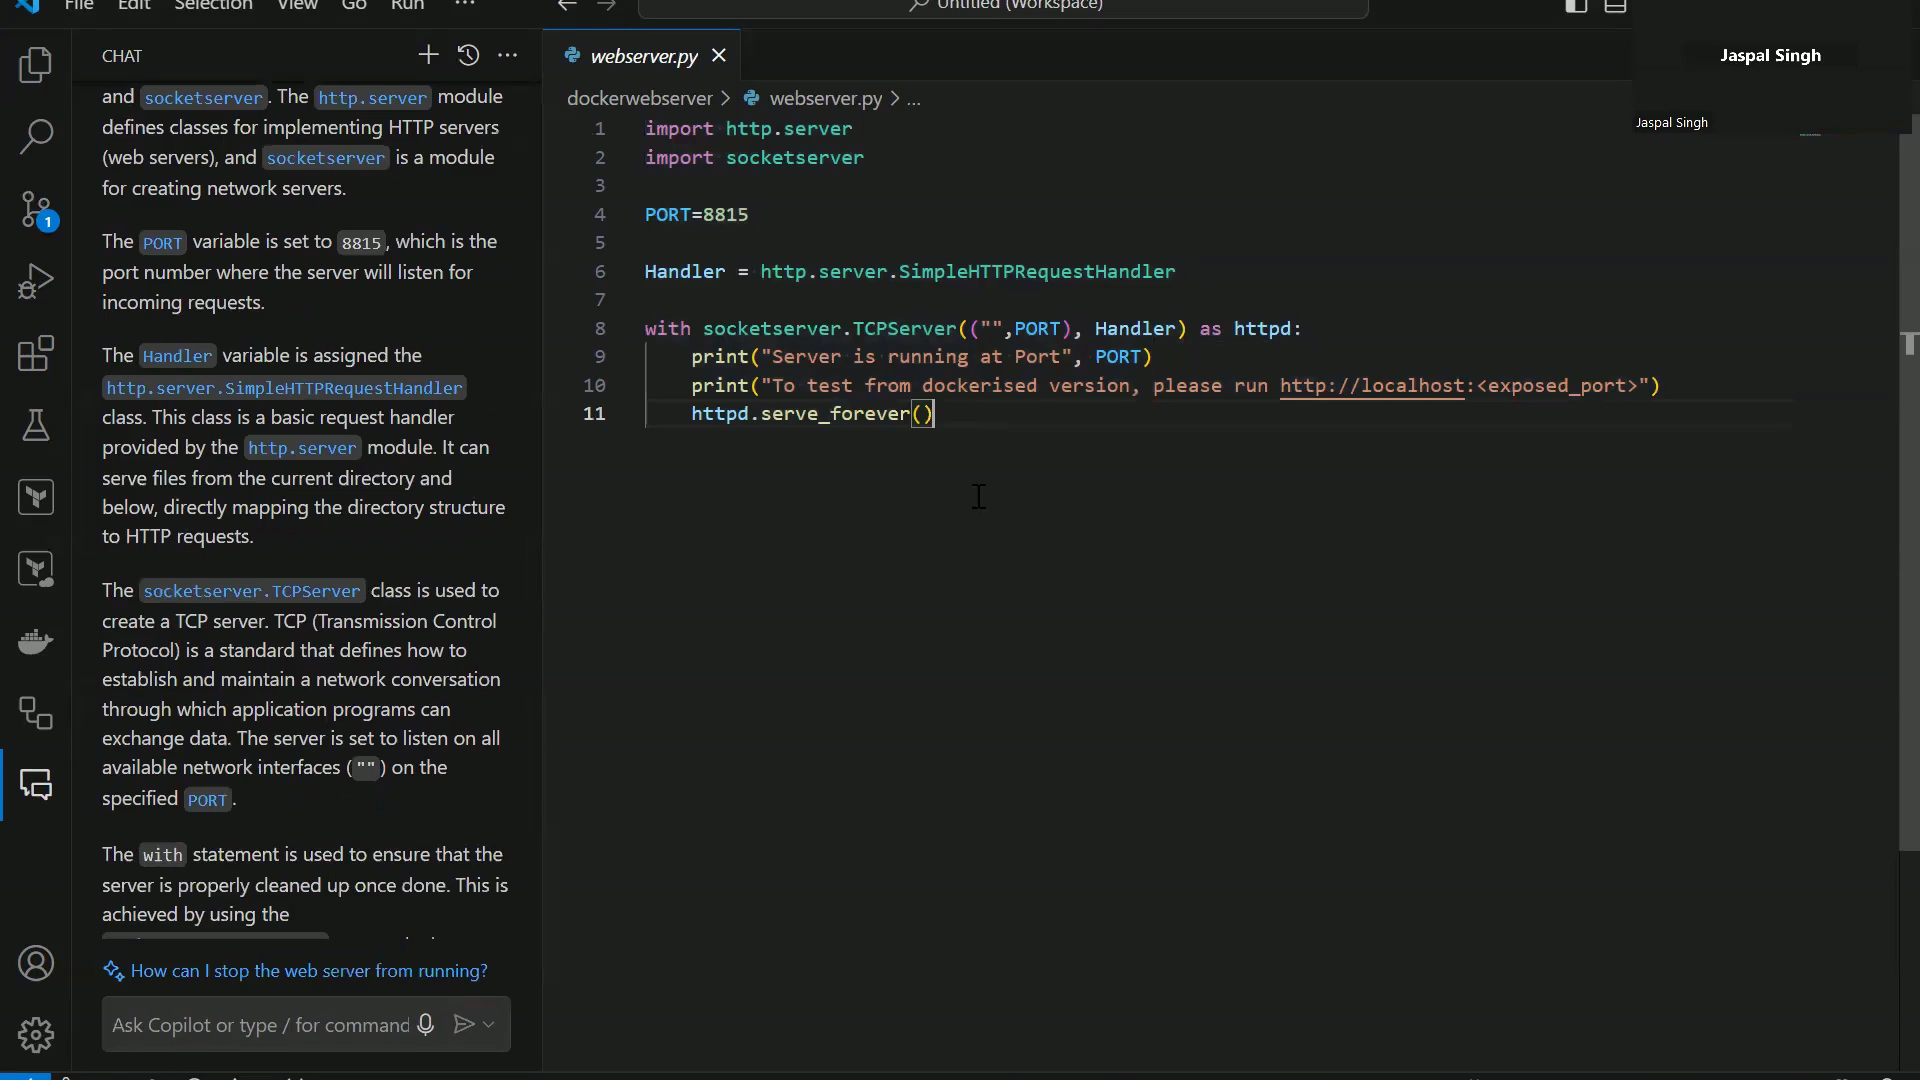 File Edit Selection View Go Run ...
Untitled (Workspace)
CHAT
and socketserver. The http.server module
defines classes for implementing HTTP servers
(web servers), and socketserver is a module
for creating network servers.
The PORT variable is set to 8815, which is the
port number where the server will listen for
incoming requests.
The Handler variable is assigned the
http.server.SimpleHTTPRequestHandler
class. This class is a basic request handler
provided by the http.server module. It can
serve files from the current directory and
below, directly mapping the directory structure
to HTTP requests.
The socketserver.TCPServer class is used to
create a TCP server. TCP (Transmission Control
Protocol) is a standard that defines how to
establish and maintain a network conversation
through which application programs can
exchange data. The server is set to listen on all
available network interfaces ("") on the
specified PORT.
The with statement is used to ensure that the
server is properly cleaned up once done. This is
achieved by using the
How can I stop the web server from running?
Ask Copilot or type / for command
1
webserver.py
dockerwebserver > webserver.py > ...
1 import http.server
2 import socketserver
3
4 PORT=8815
5
6 Handler = http.server.SimpleHTTPRequestHandler
7
8 with socketserver.TCPServer(("",PORT), Handler) as httpd:
9 print("Server is running at Port", PORT)
10 print("To test from dockerised version, please run http://localhost:<exposed_port>")
11 httpd.serve_forever()
Jaspal Singh
Jaspal Singh